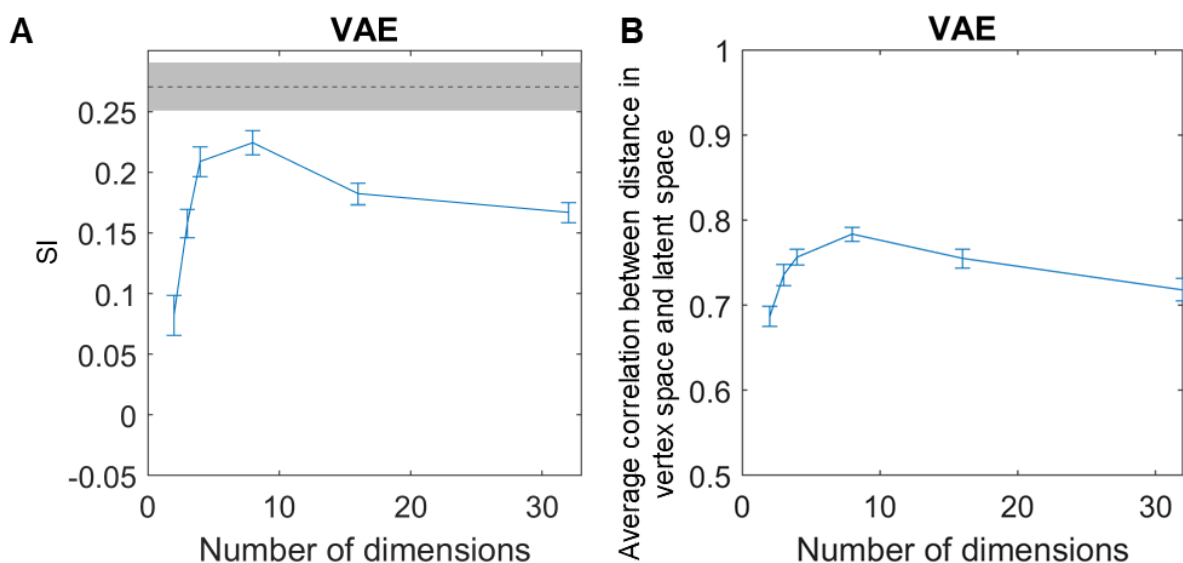 A
VAE
SI
0.25
0.2
0.15
0.1
0.05
0
-0.05
0
10
20
30
Number of dimensions
B
VAE
Average correlation between distance in
vertex space and latent space
1
0.9
0.8
0.7
0.6
0.5
0
10
20
30
Number of dimensions